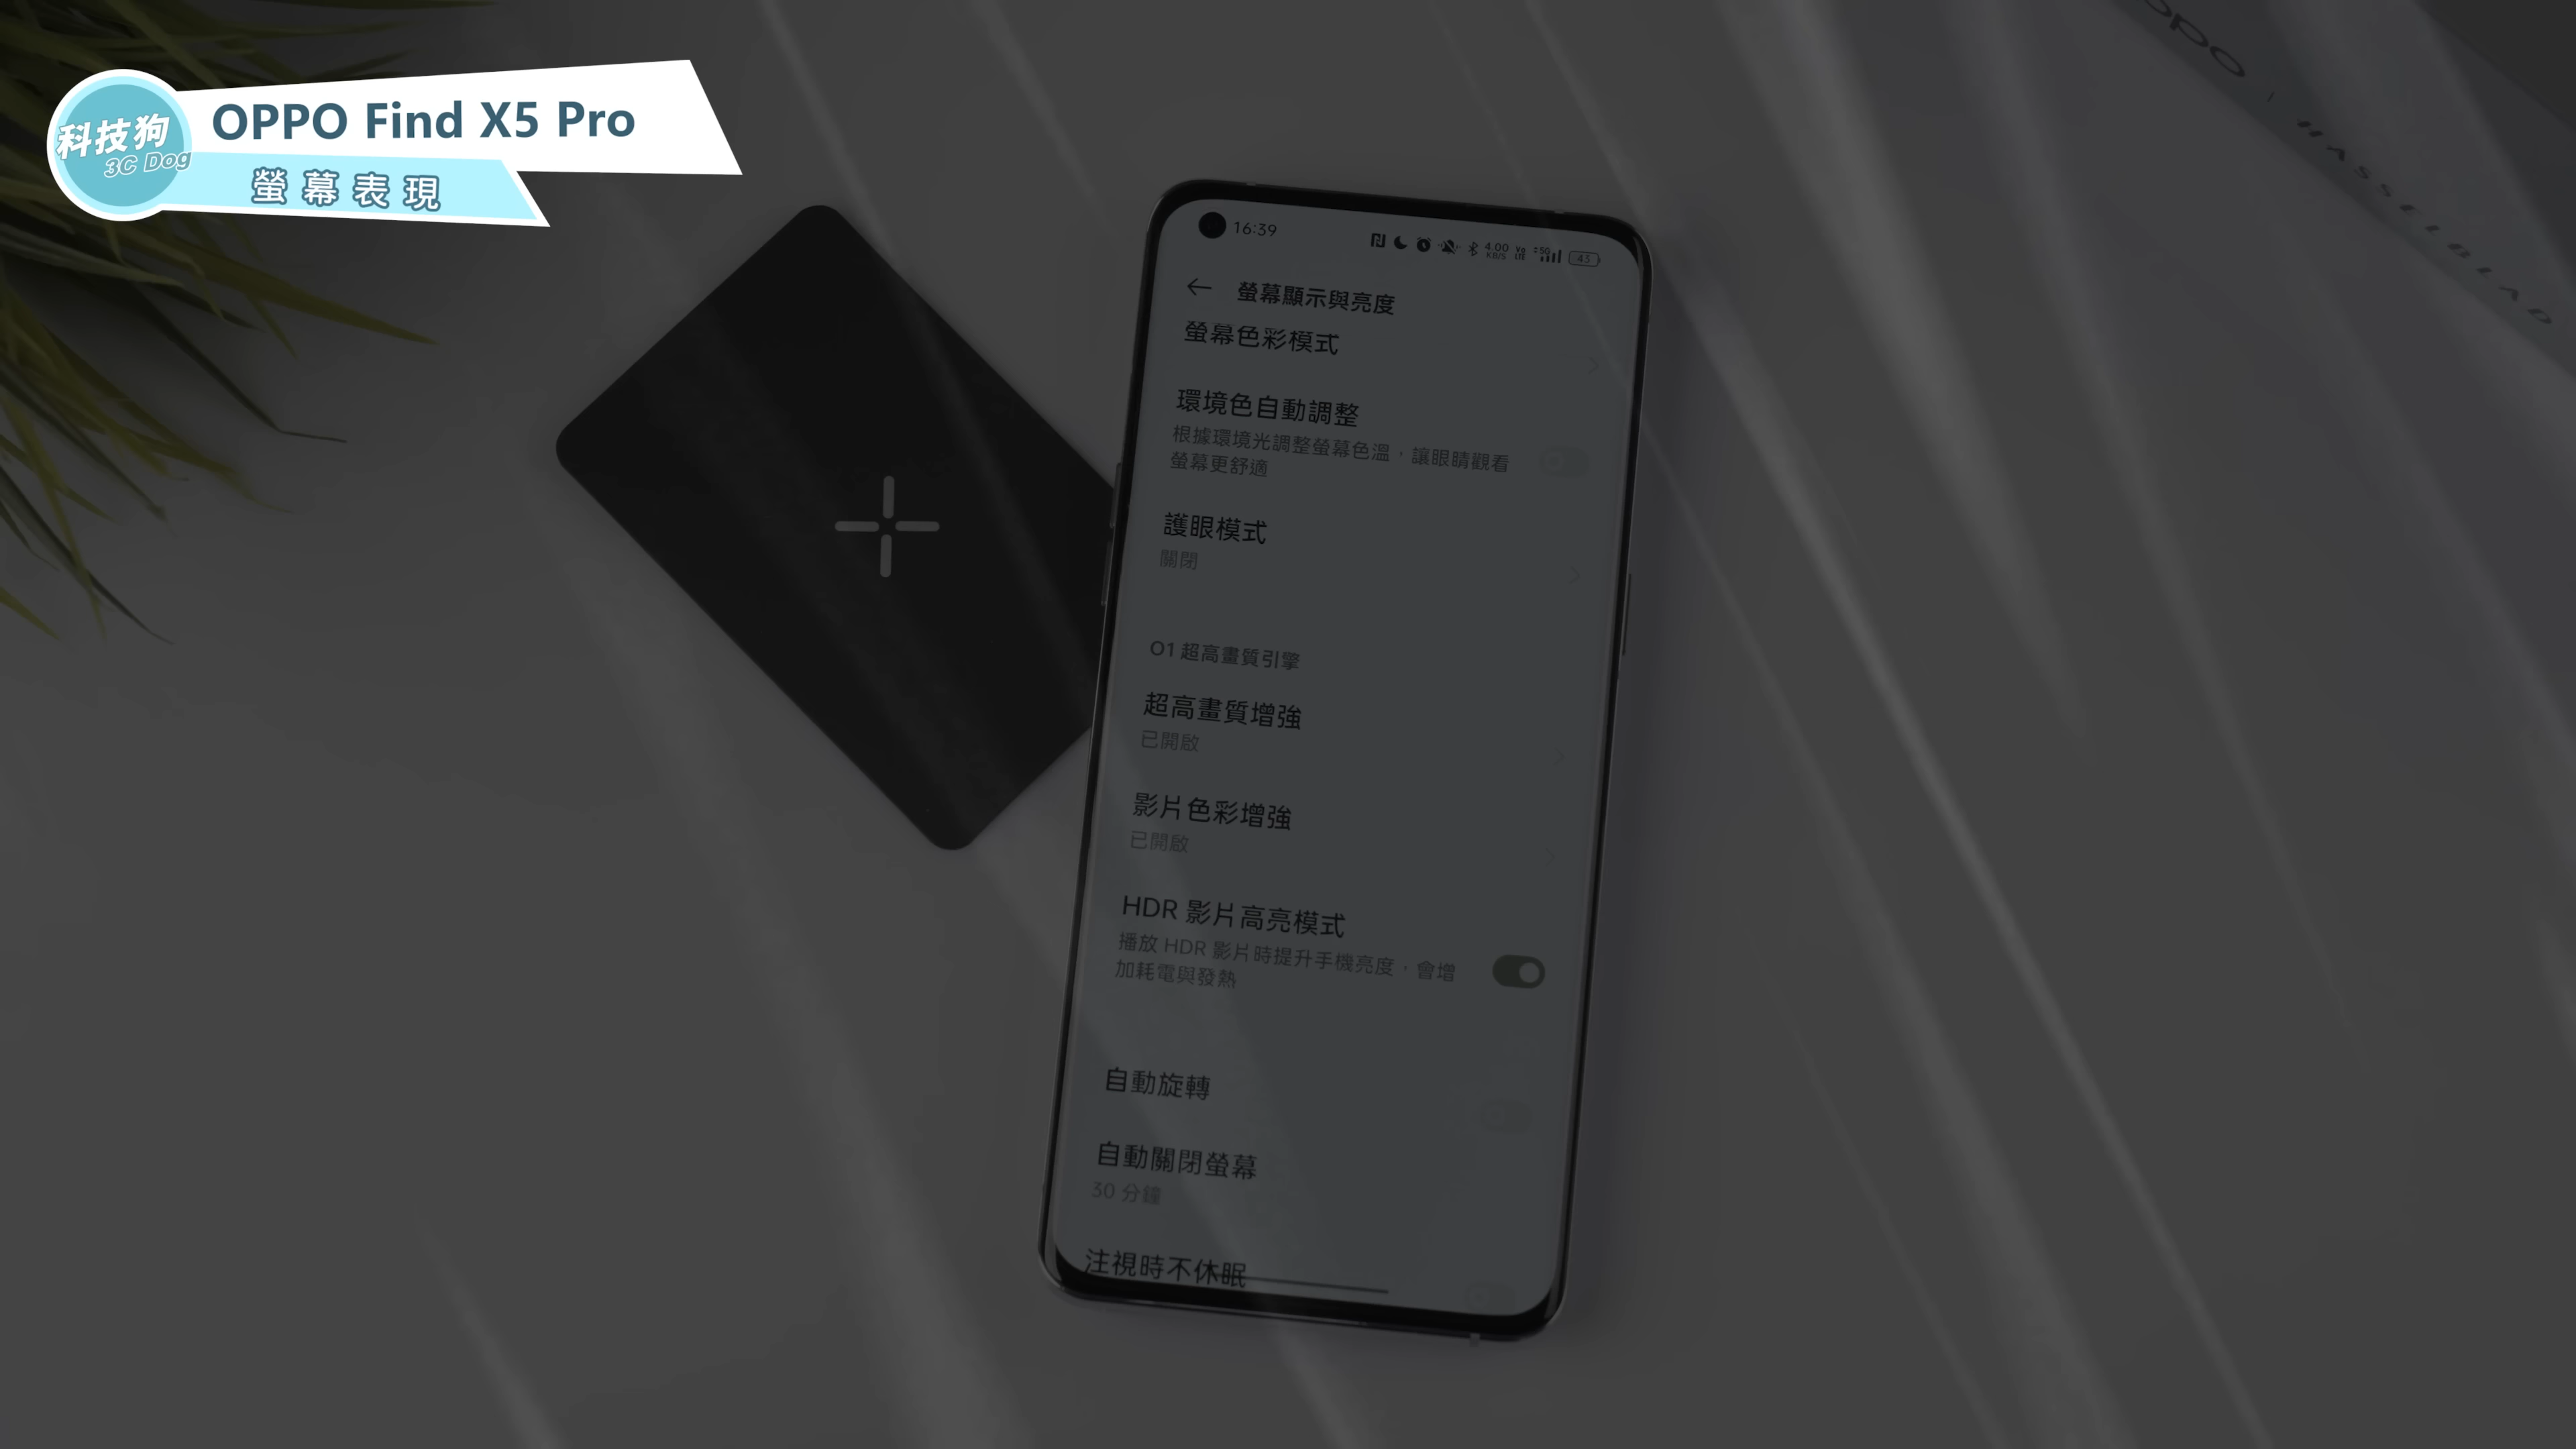 科技狗
3C Dog
OPPO Find X5 Pro
螢幕表現
oppo
HASSELBLAD
16:39
4.00
KB/S
5G
43
螢幕顯示與亮度
螢幕色彩模式
環境色自動調整
根據環境光調整螢幕色溫，讓眼睛觀看
螢幕更舒適
護眼模式
關閉
O1 超高畫質引擎
超高畫質增強
已開啟
影片色彩增強
已開啟
HDR 影片高亮模式
播放 HDR 影片時提升手機亮度，會增
加耗電與發熱
自動旋轉
自動關閉螢幕
30 分鐘
注視時不休眠